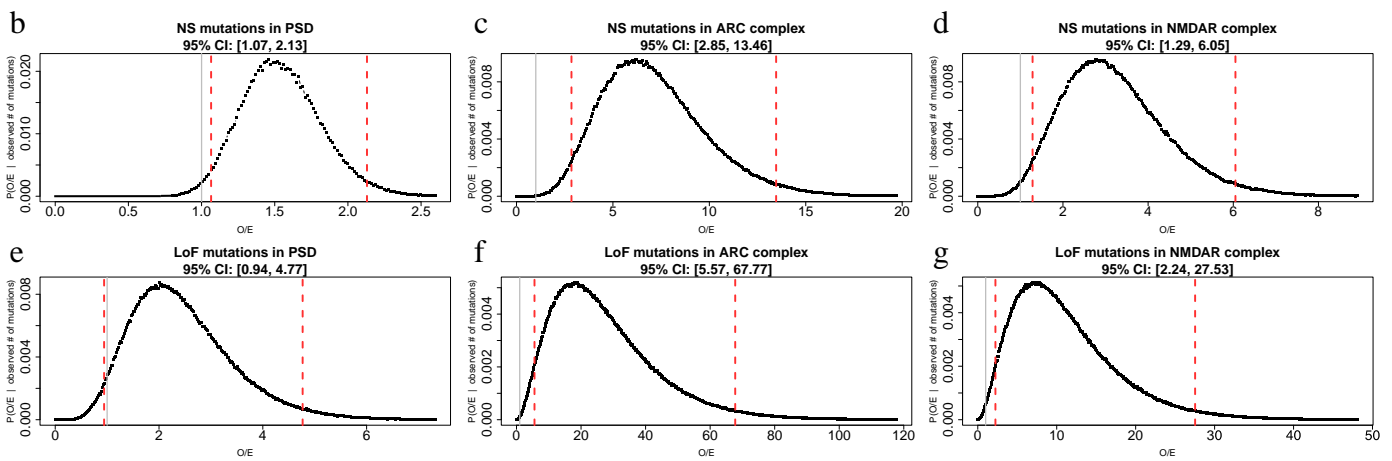 b
NS mutations in PSD
95% CI: [1.07, 2.13]
P(O/E | observed # of mutations)
0.000
0.010
0.020
0.0
0.5
1.0
1.5
2.0
2.5
O/E
c
NS mutations in ARC complex
95% CI: [2.85, 13.46]
P(O/E | observed # of mutations)
0.000
0.004
0.008
0
5
10
15
20
O/E
d
NS mutations in NMDAR complex
95% CI: [1.29, 6.05]
P(O/E | observed # of mutations)
0.000
0.004
0.008
0
2
4
6
8
O/E
e
LoF mutations in PSD
95% CI: [0.94, 4.77]
P(O/E | observed # of mutations)
0.000
0.004
0.008
0
2
4
6
O/E
f
LoF mutations in ARC complex
95% CI: [5.57, 67.77]
P(O/E | observed # of mutations)
0.000
0.002
0.004
0
20
40
60
80
100
120
O/E
g
LoF mutations in NMDAR complex
95% CI: [2.24, 27.53]
P(O/E | observed # of mutations)
0.000
0.002
0.004
0
10
20
30
40
50
O/E